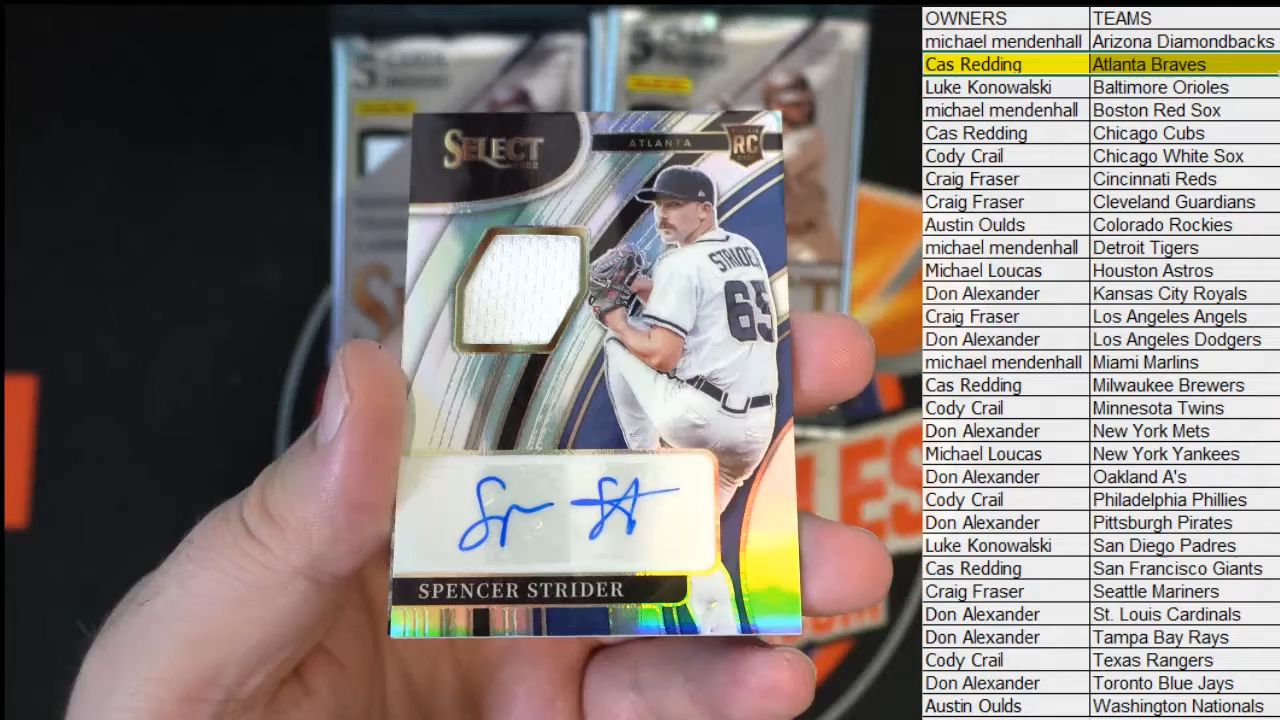 SELECT
2022
ATLANTA
ROOKIE
RC
CARD
STRIDER
65
SPENCER STRIDER
OWNERS TEAMS
michael mendenhall Arizona Diamondbacks
Cas Redding Atlanta Braves
Luke Konowalski Baltimore Orioles
michael mendenhall Boston Red Sox
Cas Redding Chicago Cubs
Cody Crail Chicago White Sox
Craig Fraser Cincinnati Reds
Craig Fraser Cleveland Guardians
Austin Oulds Colorado Rockies
michael mendenhall Detroit Tigers
Michael Loucas Houston Astros
Don Alexander Kansas City Royals
Craig Fraser Los Angeles Angels
Don Alexander Los Angeles Dodgers
michael mendenhall Miami Marlins
Cas Redding Milwaukee Brewers
Cody Crail Minnesota Twins
Don Alexander New York Mets
Michael Loucas New York Yankees
Don Alexander Oakland A's
Cody Crail Philadelphia Phillies
Don Alexander Pittsburgh Pirates
Luke Konowalski San Diego Padres
Cas Redding San Francisco Giants
Craig Fraser Seattle Mariners
Don Alexander St. Louis Cardinals
Don Alexander Tampa Bay Rays
Cody Crail Texas Rangers
Don Alexander Toronto Blue Jays
Austin Oulds Washington Nationals